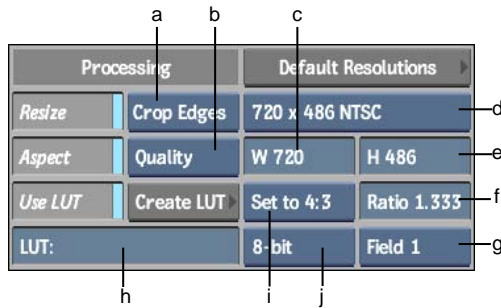 a b c
Processing Default Resolutions
Resize Crop Edges 720 x 486 NTSC d
Aspect Quality W 720 H 486 e
Use LUT Create LUT Set to 4:3 Ratio 1.333 f
LUT: 8-bit Field 1 g
h i j